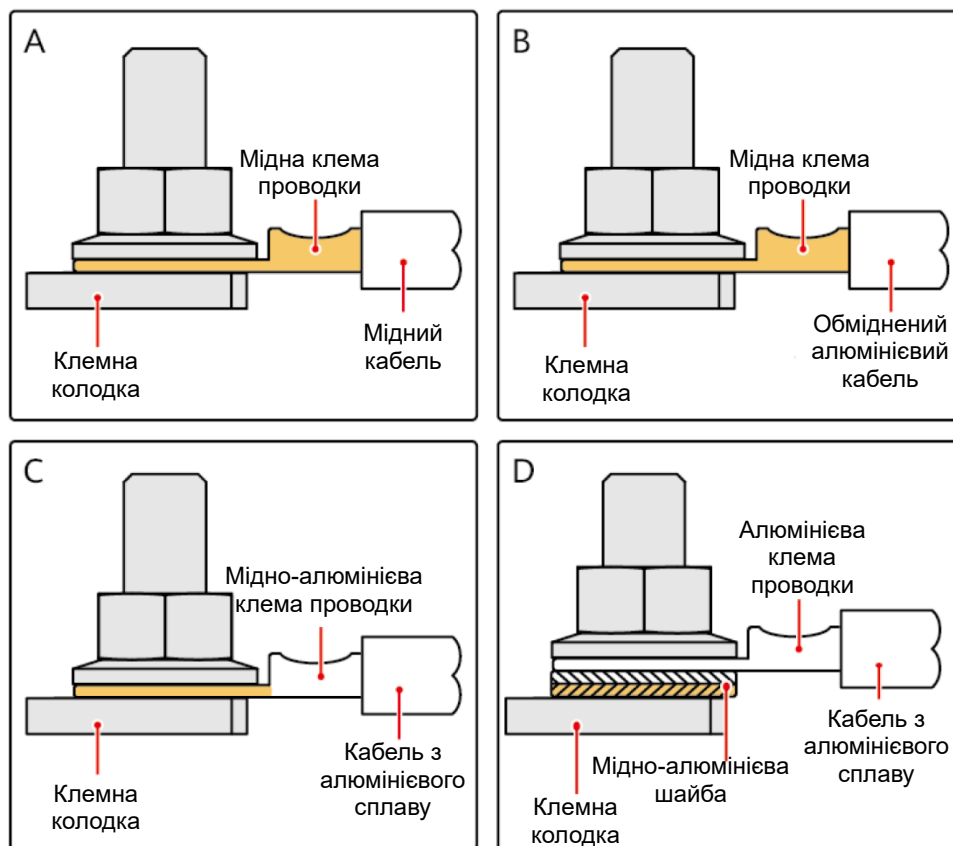 A
Мідна клема
проводки
Клемна
колодка
Мідний
кабель
B
Мідна клема
проводки
Клемна
колодка
Обміднений
алюмінієвий
кабель
C
Мідно-алюмінієва
клема проводки
Клемна
колодка
Кабель з
алюмінієвого
сплаву
D
Алюмінієва
клема
проводки
Мідно-алюмінієва
шайба
Клемна
колодка
Кабель з
алюмінієвого
сплаву